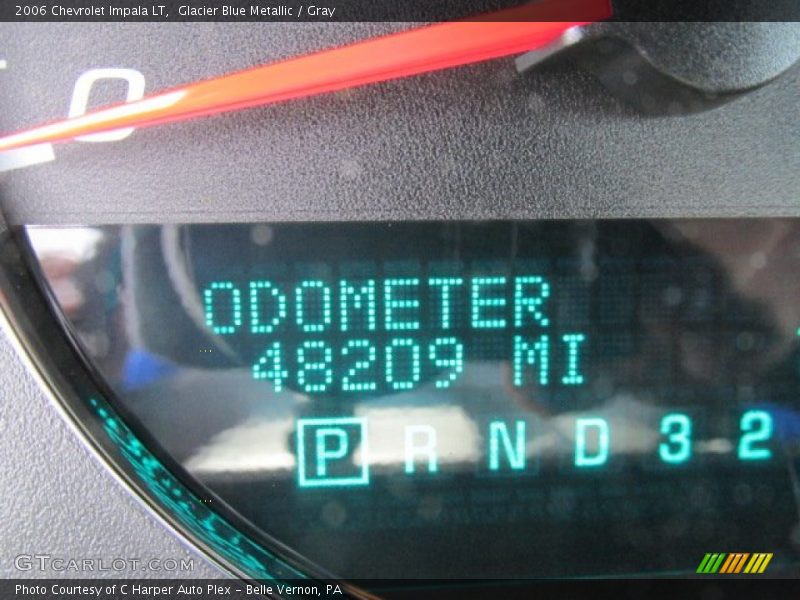 2006 Chevrolet Impala LT,  Glacier Blue Metallic / Gray
0
ODOMETER
48209 MI
P R N D 3 2
GTCARLOT.COM
Photo Courtesy of C Harper Auto Plex - Belle Vernon, PA